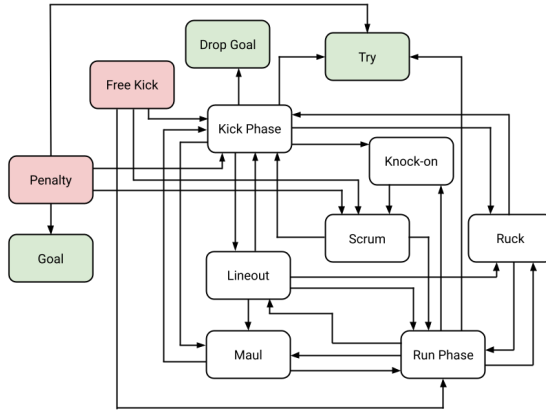 Drop Goal
Try
Free Kick
Kick Phase
Knock-on
Penalty
Scrum
Ruck
Goal
Lineout
Maul
Run Phase